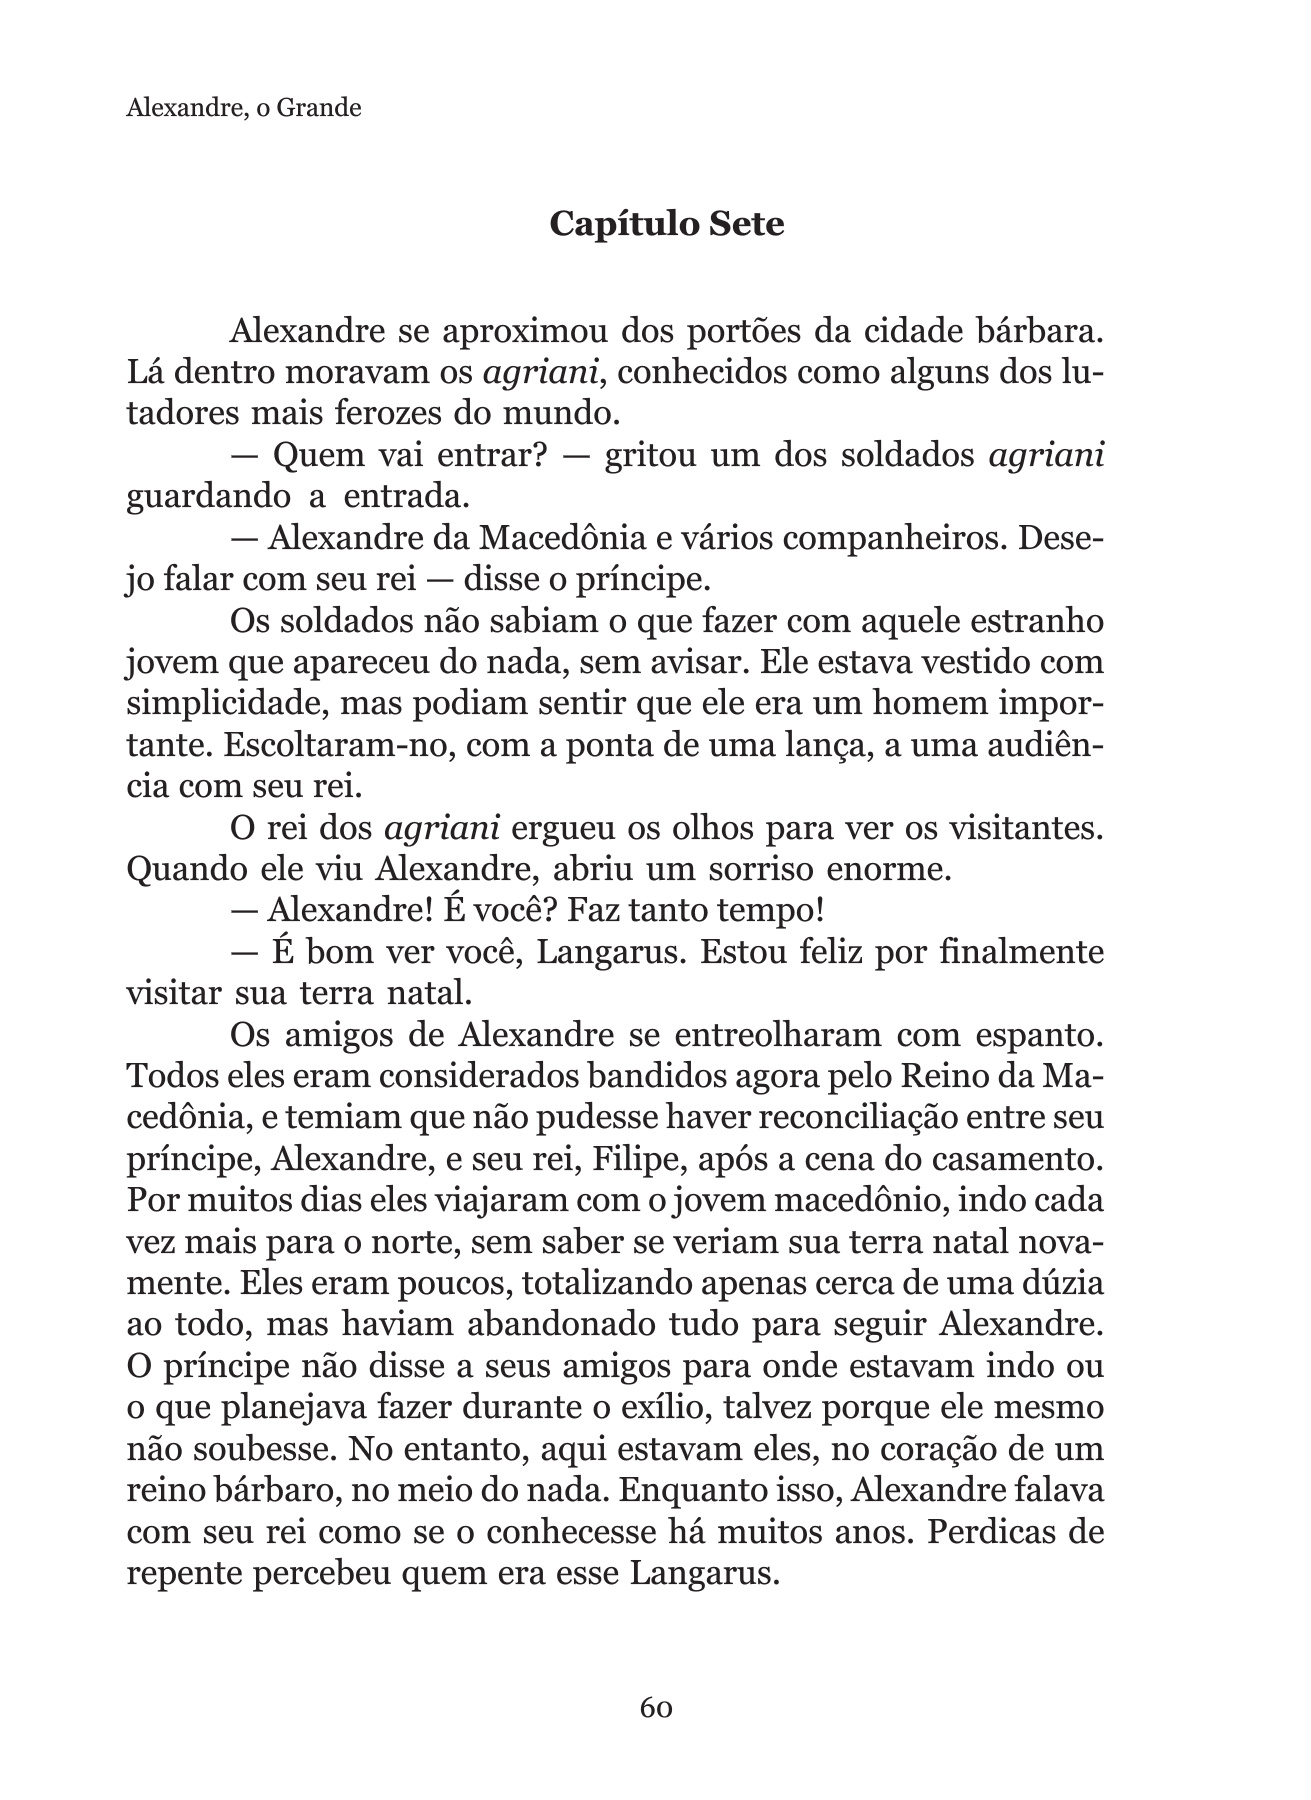 Alexandre, o Grande
Capítulo Sete
Alexandre se aproximou dos portões da cidade bárbara.
Lá dentro moravam os agriani, conhecidos como alguns dos lu-
tadores mais ferozes do mundo.
— Quem vai entrar? — gritou um dos soldados agriani
guardando a entrada.
— Alexandre da Macedônia e vários companheiros. Dese-
jo falar com seu rei — disse o príncipe.
Os soldados não sabiam o que fazer com aquele estranho
jovem que apareceu do nada, sem avisar. Ele estava vestido com
simplicidade, mas podiam sentir que ele era um homem impor-
tante. Escoltaram-no, com a ponta de uma lança, a uma audiên-
cia com seu rei.
O rei dos agriani ergueu os olhos para ver os visitantes.
Quando ele viu Alexandre, abriu um sorriso enorme.
— Alexandre! É você? Faz tanto tempo!
— É bom ver você, Langarus. Estou feliz por finalmente
visitar sua terra natal.
Os amigos de Alexandre se entreolharam com espanto.
Todos eles eram considerados bandidos agora pelo Reino da Ma-
cedônia, e temiam que não pudesse haver reconciliação entre seu
príncipe, Alexandre, e seu rei, Filipe, após a cena do casamento.
Por muitos dias eles viajaram com o jovem macedônio, indo cada
vez mais para o norte, sem saber se veriam sua terra natal nova-
mente. Eles eram poucos, totalizando apenas cerca de uma dúzia
ao todo, mas haviam abandonado tudo para seguir Alexandre.
O príncipe não disse a seus amigos para onde estavam indo ou
o que planejava fazer durante o exílio, talvez porque ele mesmo
não soubesse. No entanto, aqui estavam eles, no coração de um
reino bárbaro, no meio do nada. Enquanto isso, Alexandre falava
com seu rei como se o conhecesse há muitos anos. Perdicas de
repente percebeu quem era esse Langarus.
60